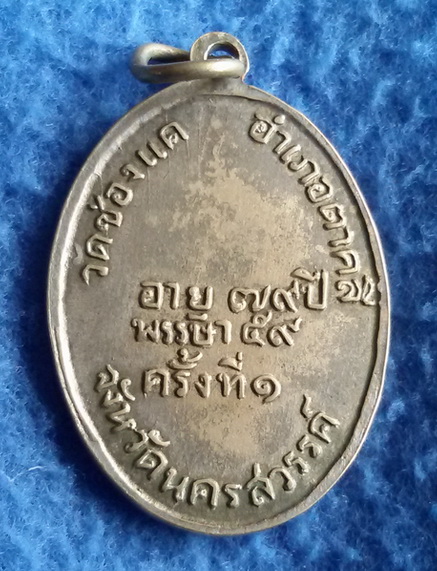 วัดช่องแค
อำเภอตาคลี
อายุ ๗๙ปี
พรรษา ๕๙
ครั้งที่๑
จังหวัดนครสวรรค์